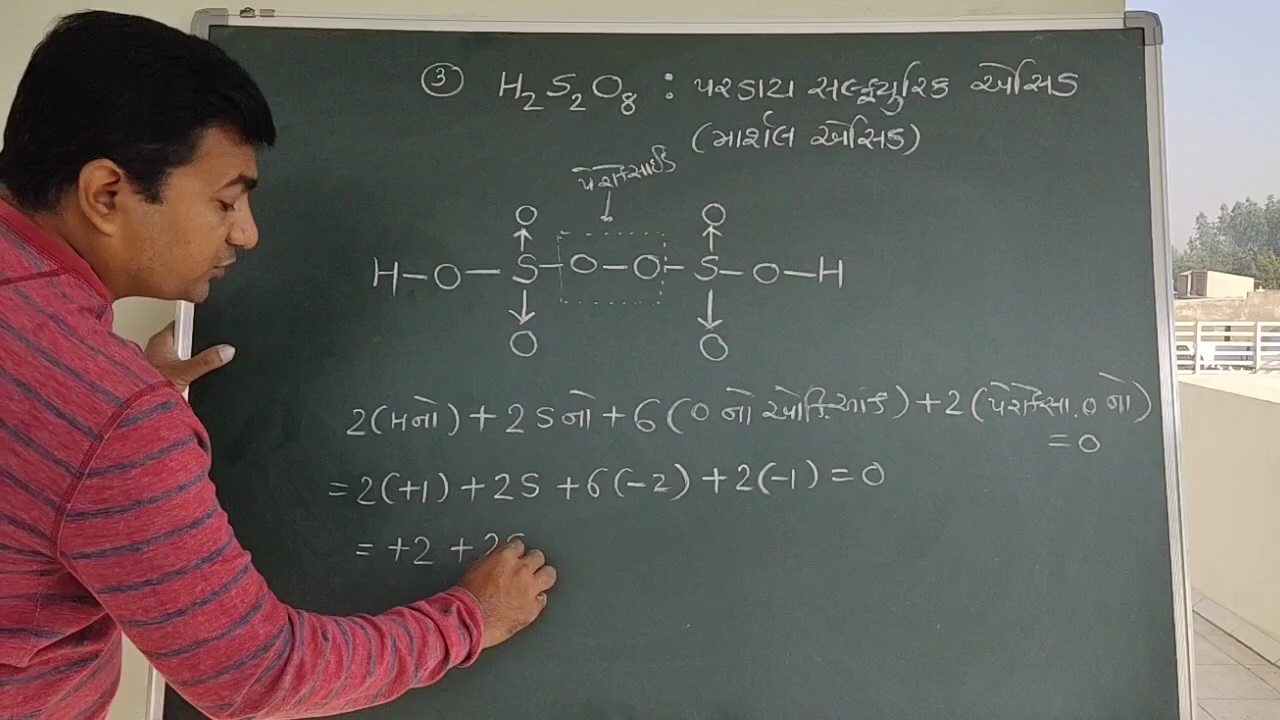 ③ H₂S₂O₈ : પરડાય સલ્ફ્યુરિક એસિડ
(માર્શલ એસિડ)
પેરોક્સાઈડ
O O
H—O—S—O—O—S—O—H
O O
2(Hનો) + 2 Sનો + 6(O નો ઓક્સિઆંક) + 2(પેરોક્સા.O નો)
= 0
= 2(+1) + 2S + 6(-2) + 2(-1) = 0
= +2 + 2S